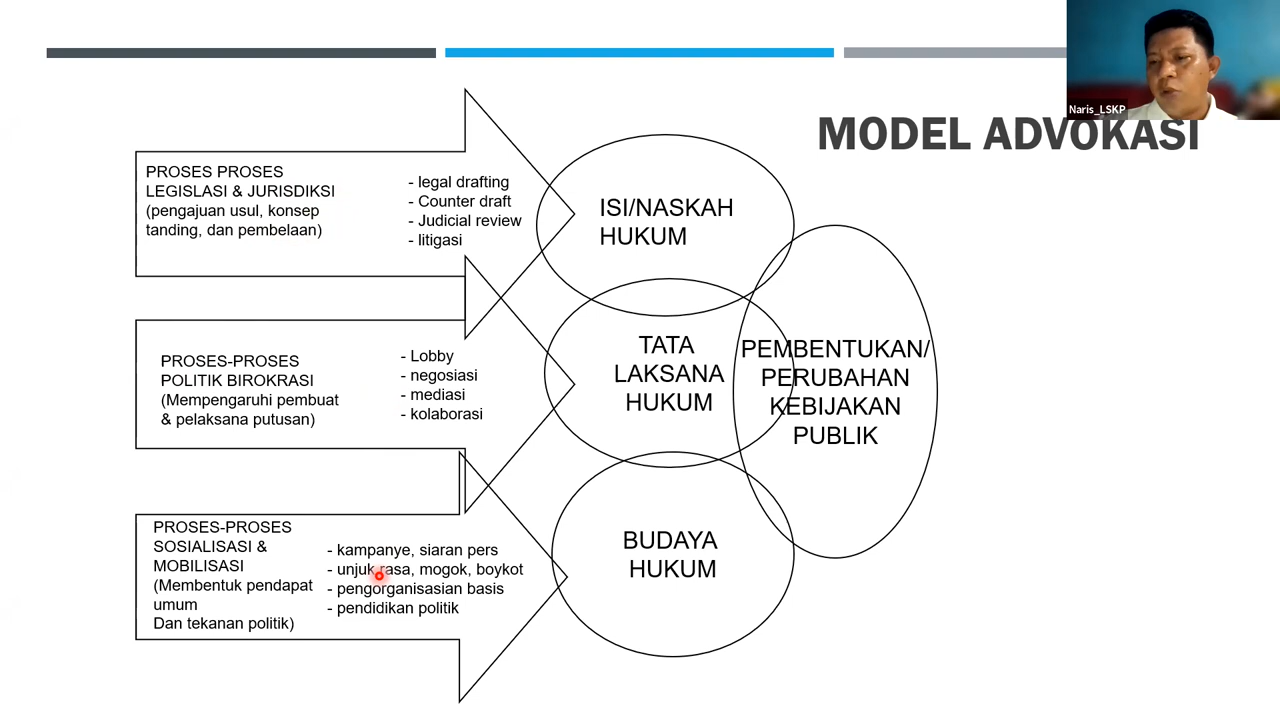 Naris_LSKP
MODEL ADVOKASI
PROSES PROSES
LEGISLASI & JURISDIKSI
(pengajuan usul, konsep
tanding, dan pembelaan)
- legal drafting
- Counter draft
- Judicial review
- litigasi
ISI/NASKAH
HUKUM
PROSES-PROSES
POLITIK BIROKRASI
(Mempengaruhi pembuat
& pelaksana putusan)
- Lobby
- negosiasi
- mediasi
- kolaborasi
TATA
LAKSANA
HUKUM
PEMBENTUKAN/
PERUBAHAN
KEBIJAKAN
PUBLIK
PROSES-PROSES
SOSIALISASI &
MOBILISASI
(Membentuk pendapat
umum
Dan tekanan politik)
- kampanye, siaran pers
- unjuk rasa, mogok, boykot
- pengorganisasian basis
- pendidikan politik
BUDAYA
HUKUM